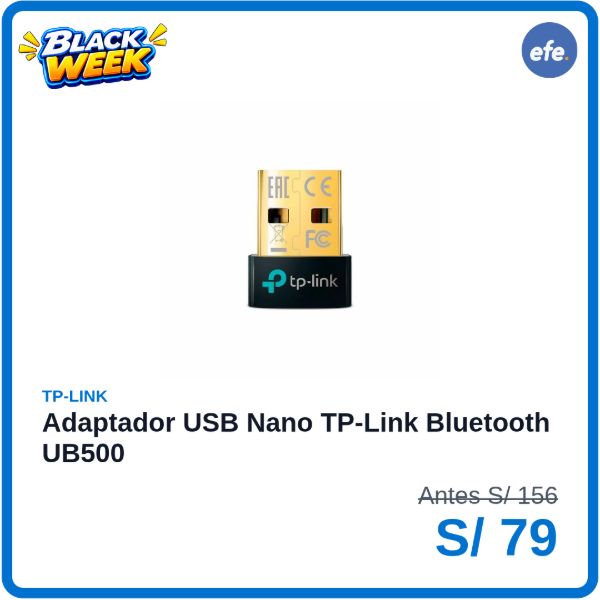 BLACK
WEEK
efe.
EAC CE
FC
tp-link
TP-LINK
Adaptador USB Nano TP-Link Bluetooth
UB500
Antes S/ 156
S/ 79